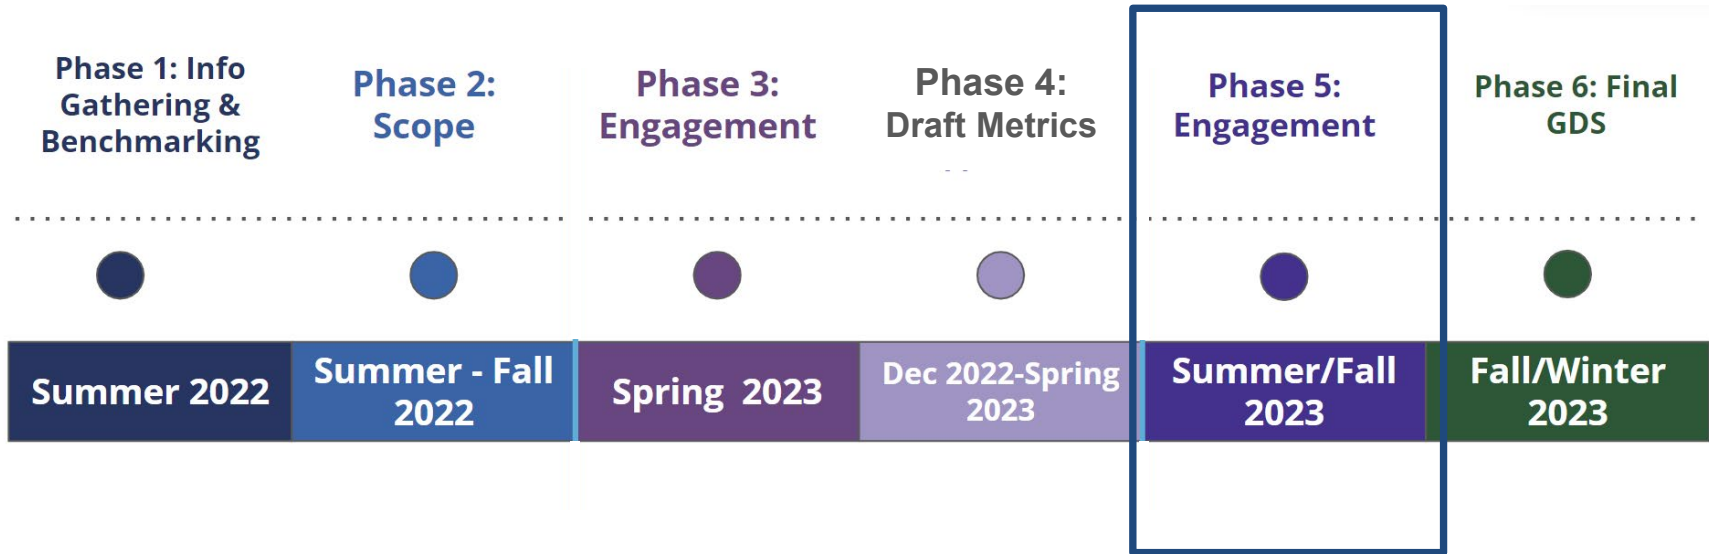 Phase 1: Info
Gathering &
Benchmarking
Phase 2:
Scope
Phase 3:
Engagement
Phase 4:
Draft Metrics
Phase 5:
Engagement
Phase 6: Final
GDS
Summer 2022
Summer - Fall
2022
Spring 2023
Dec 2022-Spring
2023
Summer/Fall
2023
Fall/Winter
2023